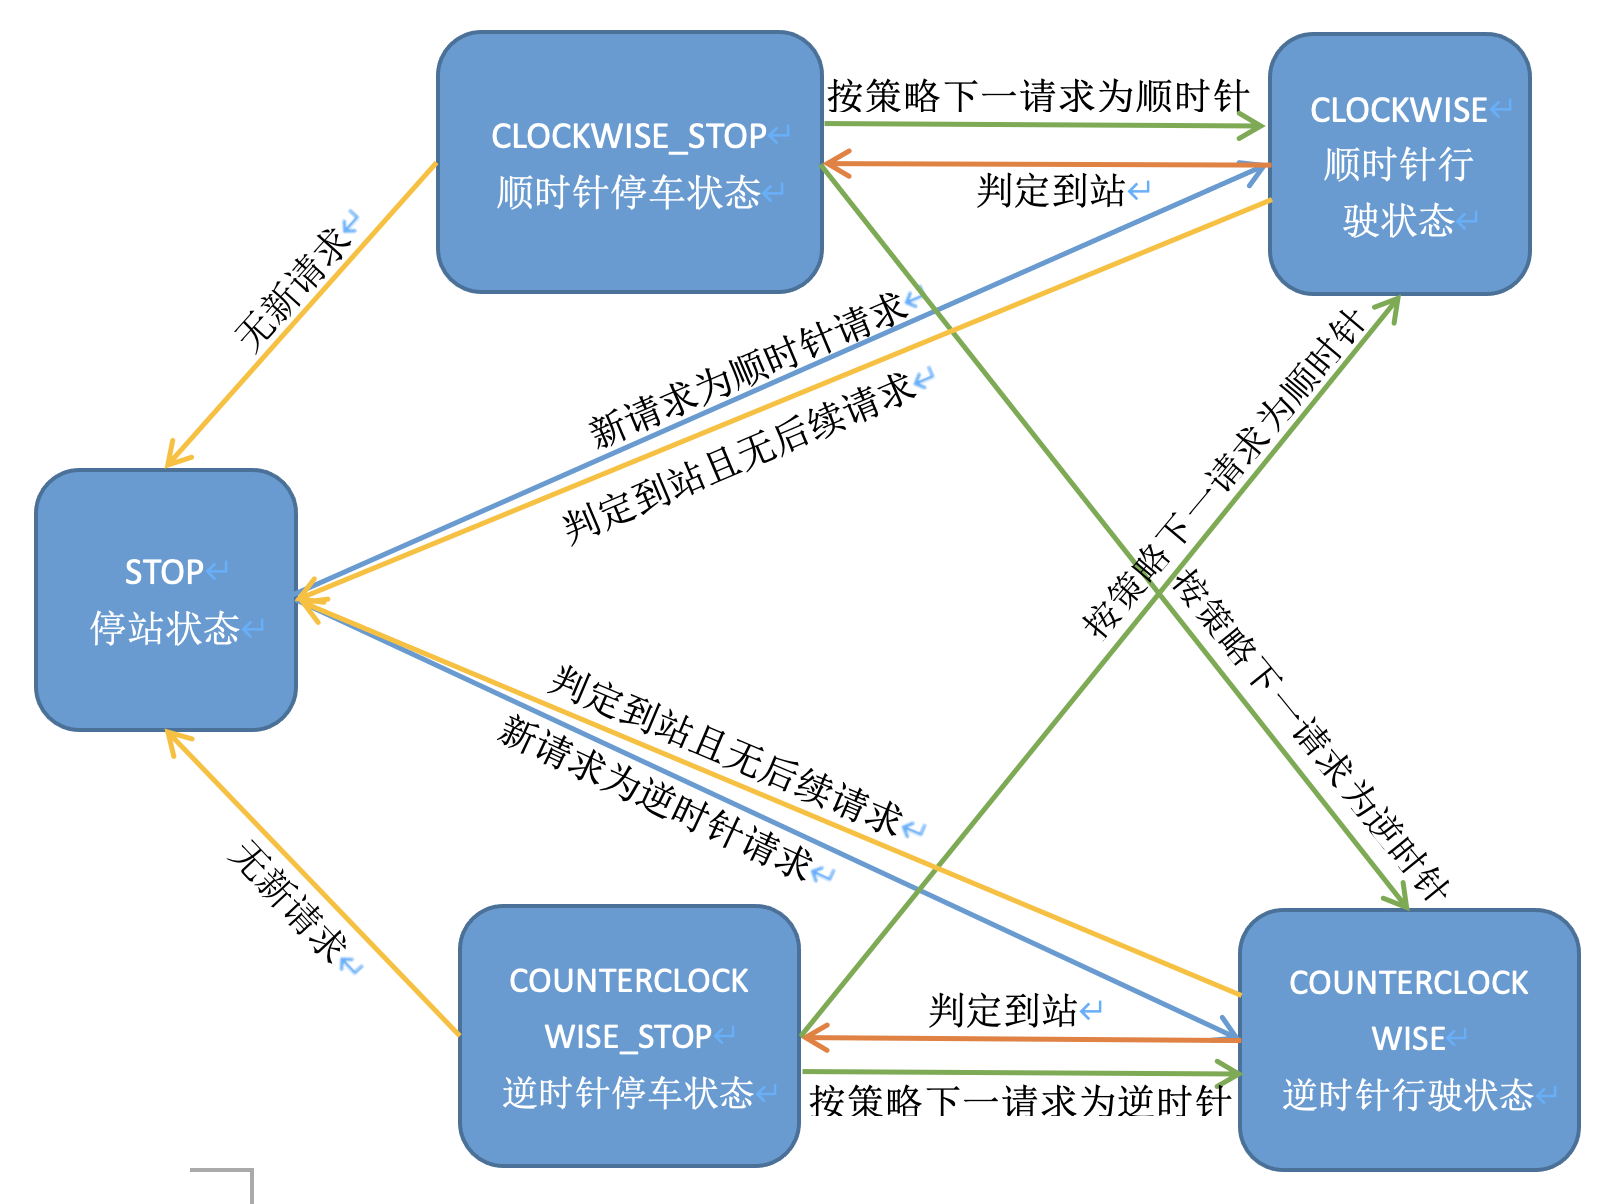 按策略下一请求为顺时针
CLOCKWISE_STOP
顺时针停车状态
CLOCKWISE
顺时针行
驶状态
判定到站
无新请求
新请求为顺时针请求
判定到站且无后续请求
按策略下一请求为顺时针
STOP
停站状态
按策略下一请求为逆时针
判定到站且无后续请求
新请求为逆时针请求
无新请求
COUNTERCLOCK
WISE_STOP
逆时针停车状态
判定到站
按策略下一请求为逆时针
COUNTERCLOCK
WISE
逆时针行驶状态